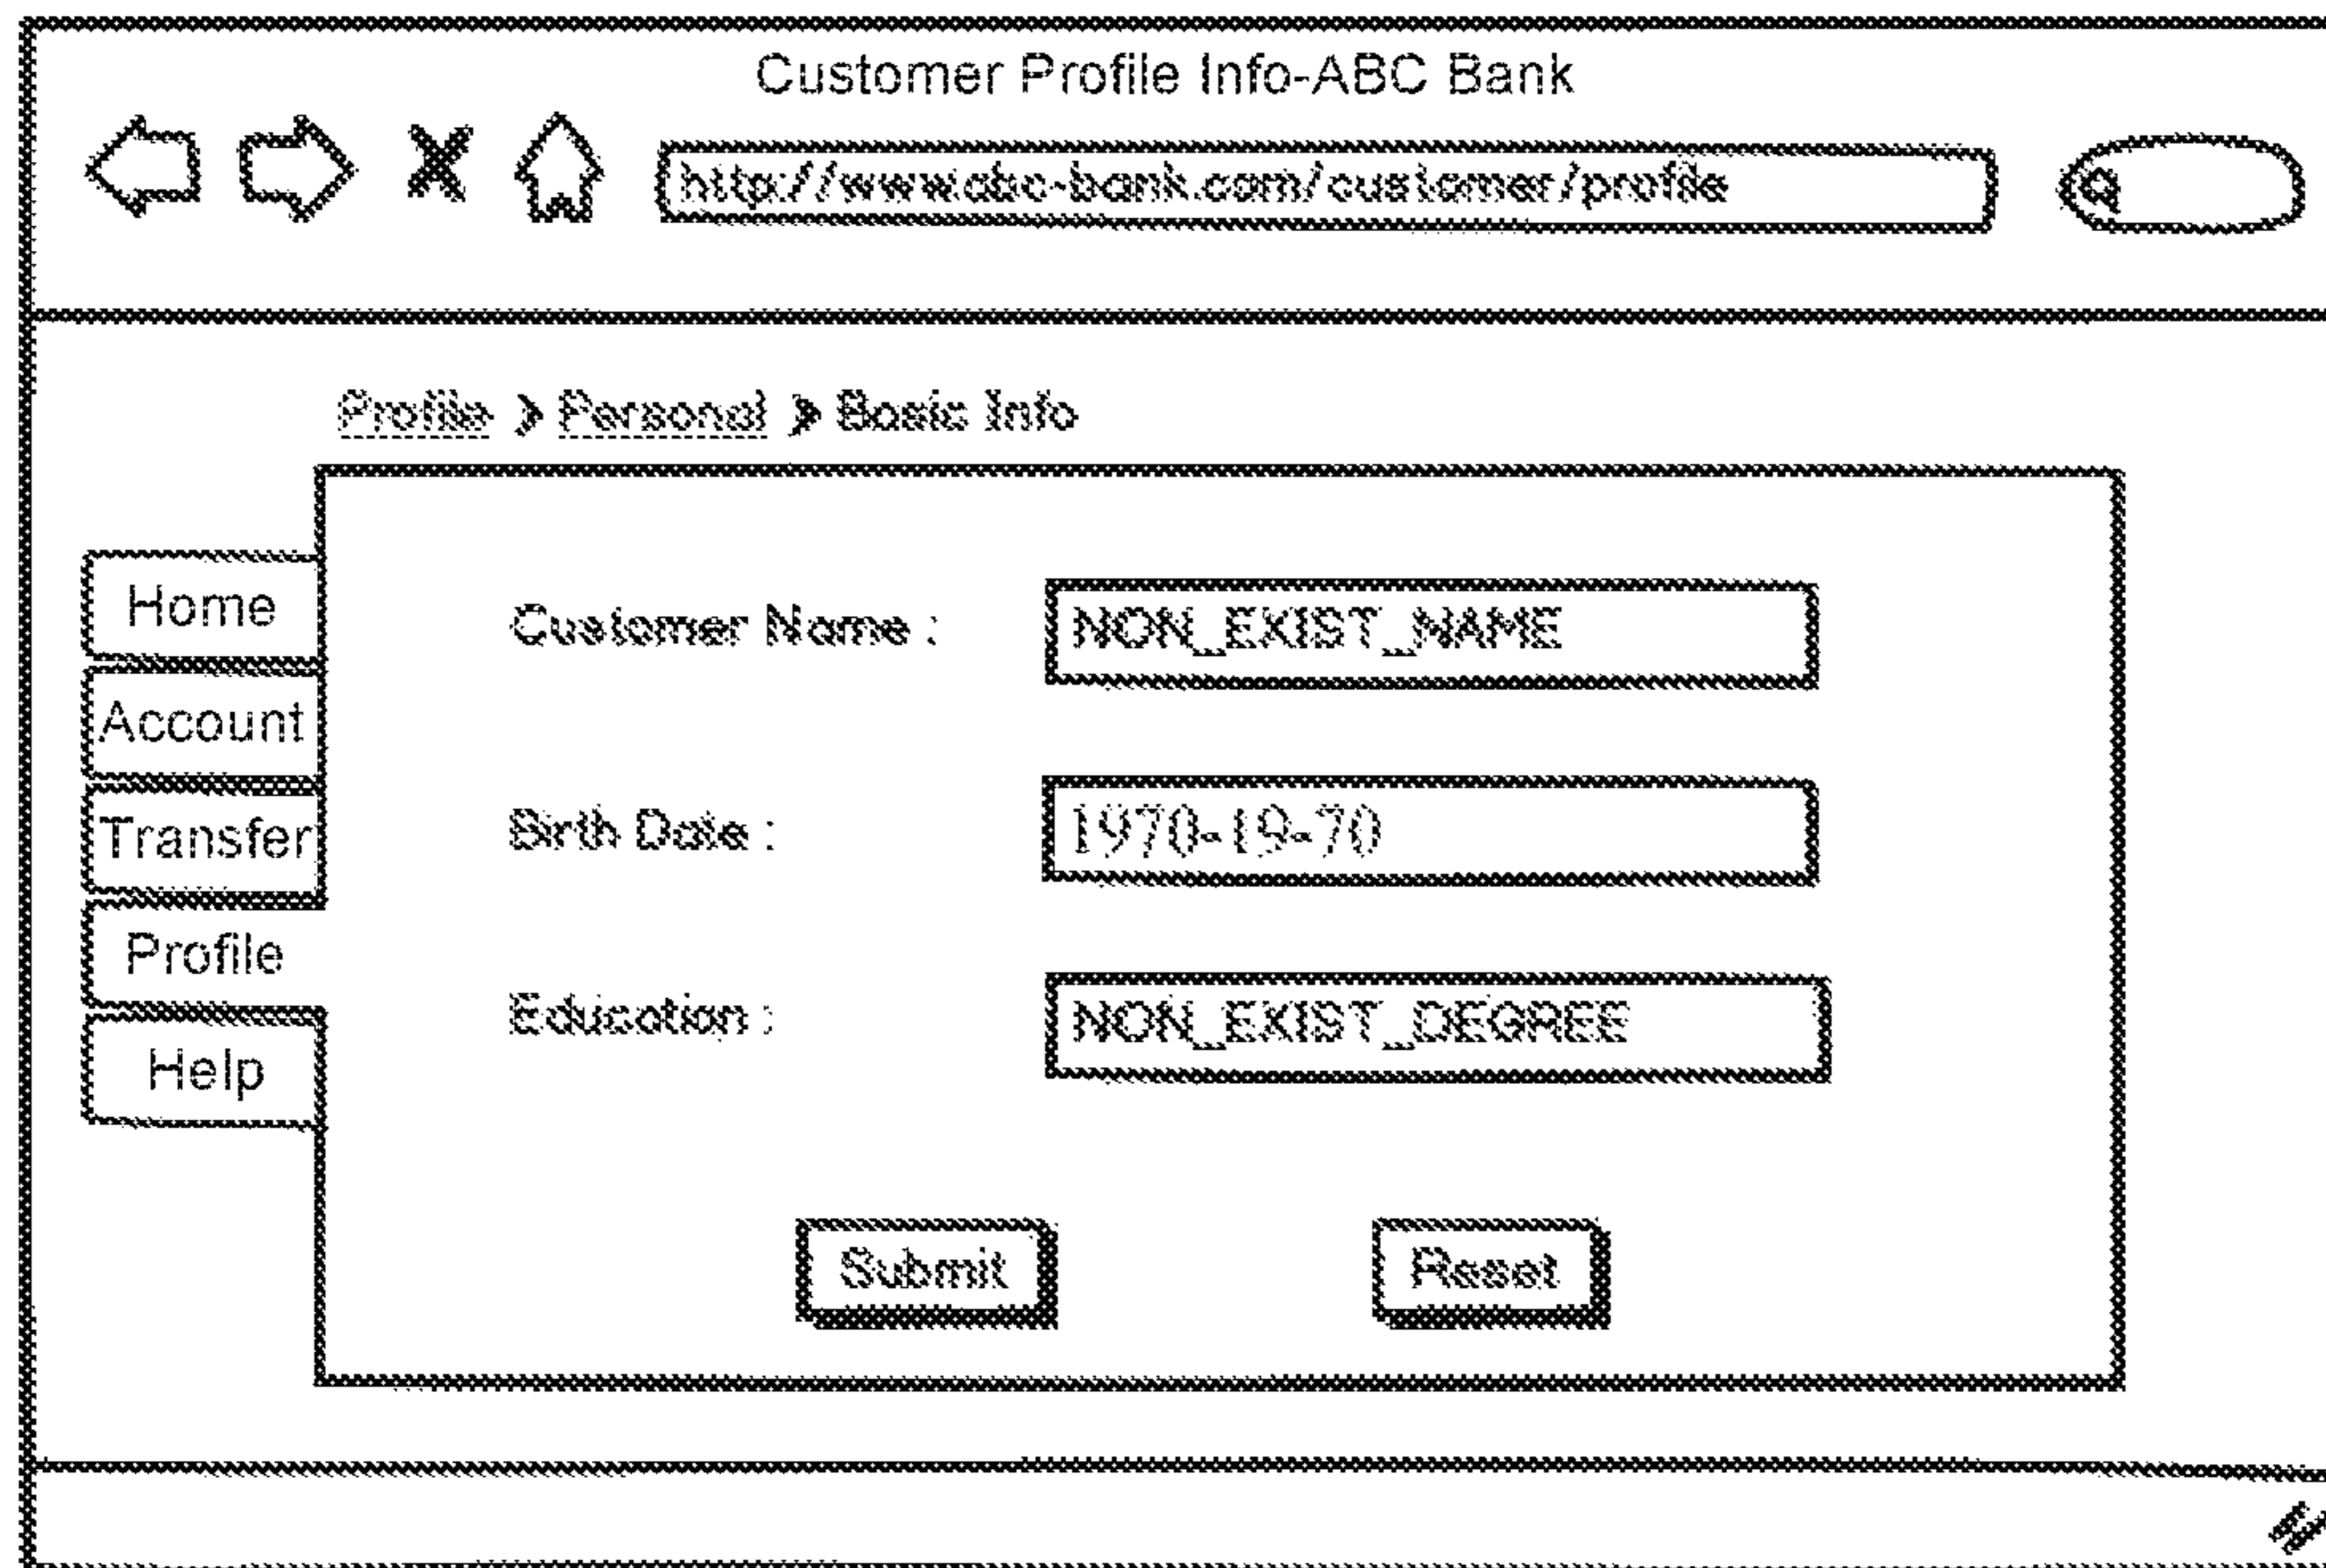 Customer Profile Info-ABC Bank
http://www.abc-bank.com/customer/profile
Profile > Personal > Basic Info
Home
Customer Name : NON_EXIST_NAME
Account
Transfer
Birth Date : 1970-19-70
Profile
Education : NON_EXIST_DEGREE
Help
Submit Reset